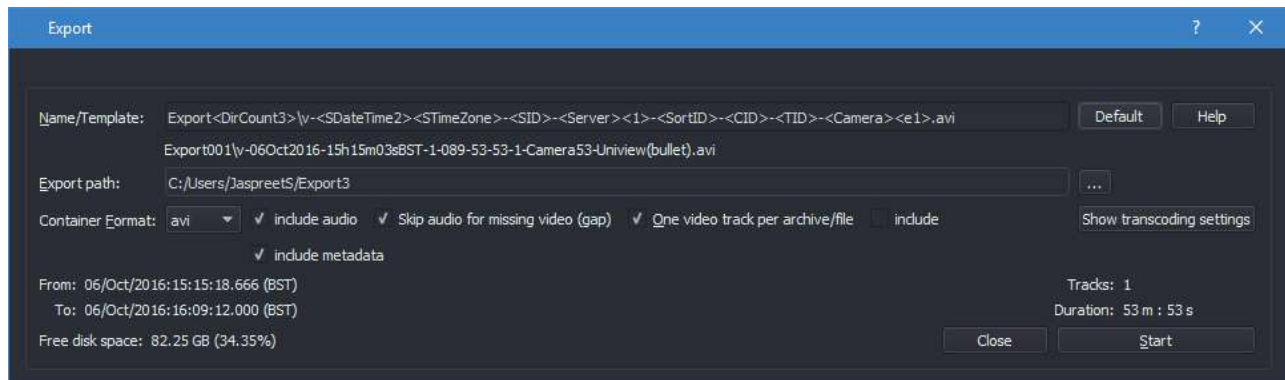 Export ?
Name/Template: Export<DirCount3>\v-<SDateTime2><STimeZone>-<SID>-<Server><1>-<SortID>-<CID>-<TID>-<Camera><e1>.avi Default Help
Export001\v-06Oct2016-15h15m03sBST-1-089-53-53-1-Camera53-Uniview(bullet).avi
Export path: C:/Users/JaspreetS/Export3 ...
Container Format: avi include audio Skip audio for missing video (gap) One video track per archive/file include Show transcoding settings
include metadata
From: 06/Oct/2016:15:15:18.666 (BST) Tracks: 1
To: 06/Oct/2016:16:09:12.000 (BST) Duration: 53 m : 53 s
Free disk space: 82.25 GB (34.35%) Close Start